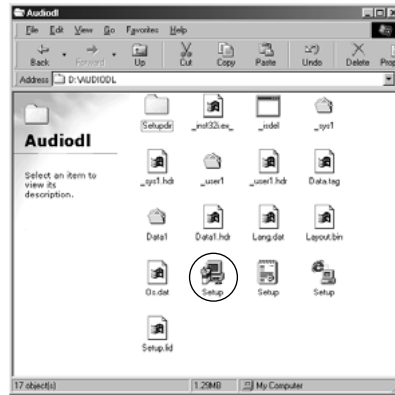 Audiodl
File Edit View Go Favorites Help
Back Forward Up Cut Copy Paste Undo Delete
Address D:\AUDIODL
Audiodl
Select an item to
view its
description.
Setupdir _inst32i.ex_ _isdel _sys1
_sys1.hdr _user1 _user1.hdr Data.tag
Data1 Data1.hdr Lang.dat Layout.bin
Os.dat Setup Setup Setup
Setup.lid
17 object(s) 1.29MB My Computer